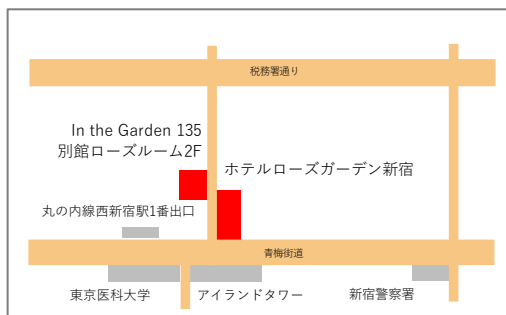 税務署通り
In the Garden 135
別館ローズルーム2F
ホテルローズガーデン新宿
丸の内線西新宿駅1番出口
青梅街道
東京医科大学
アイランドタワー
新宿警察署